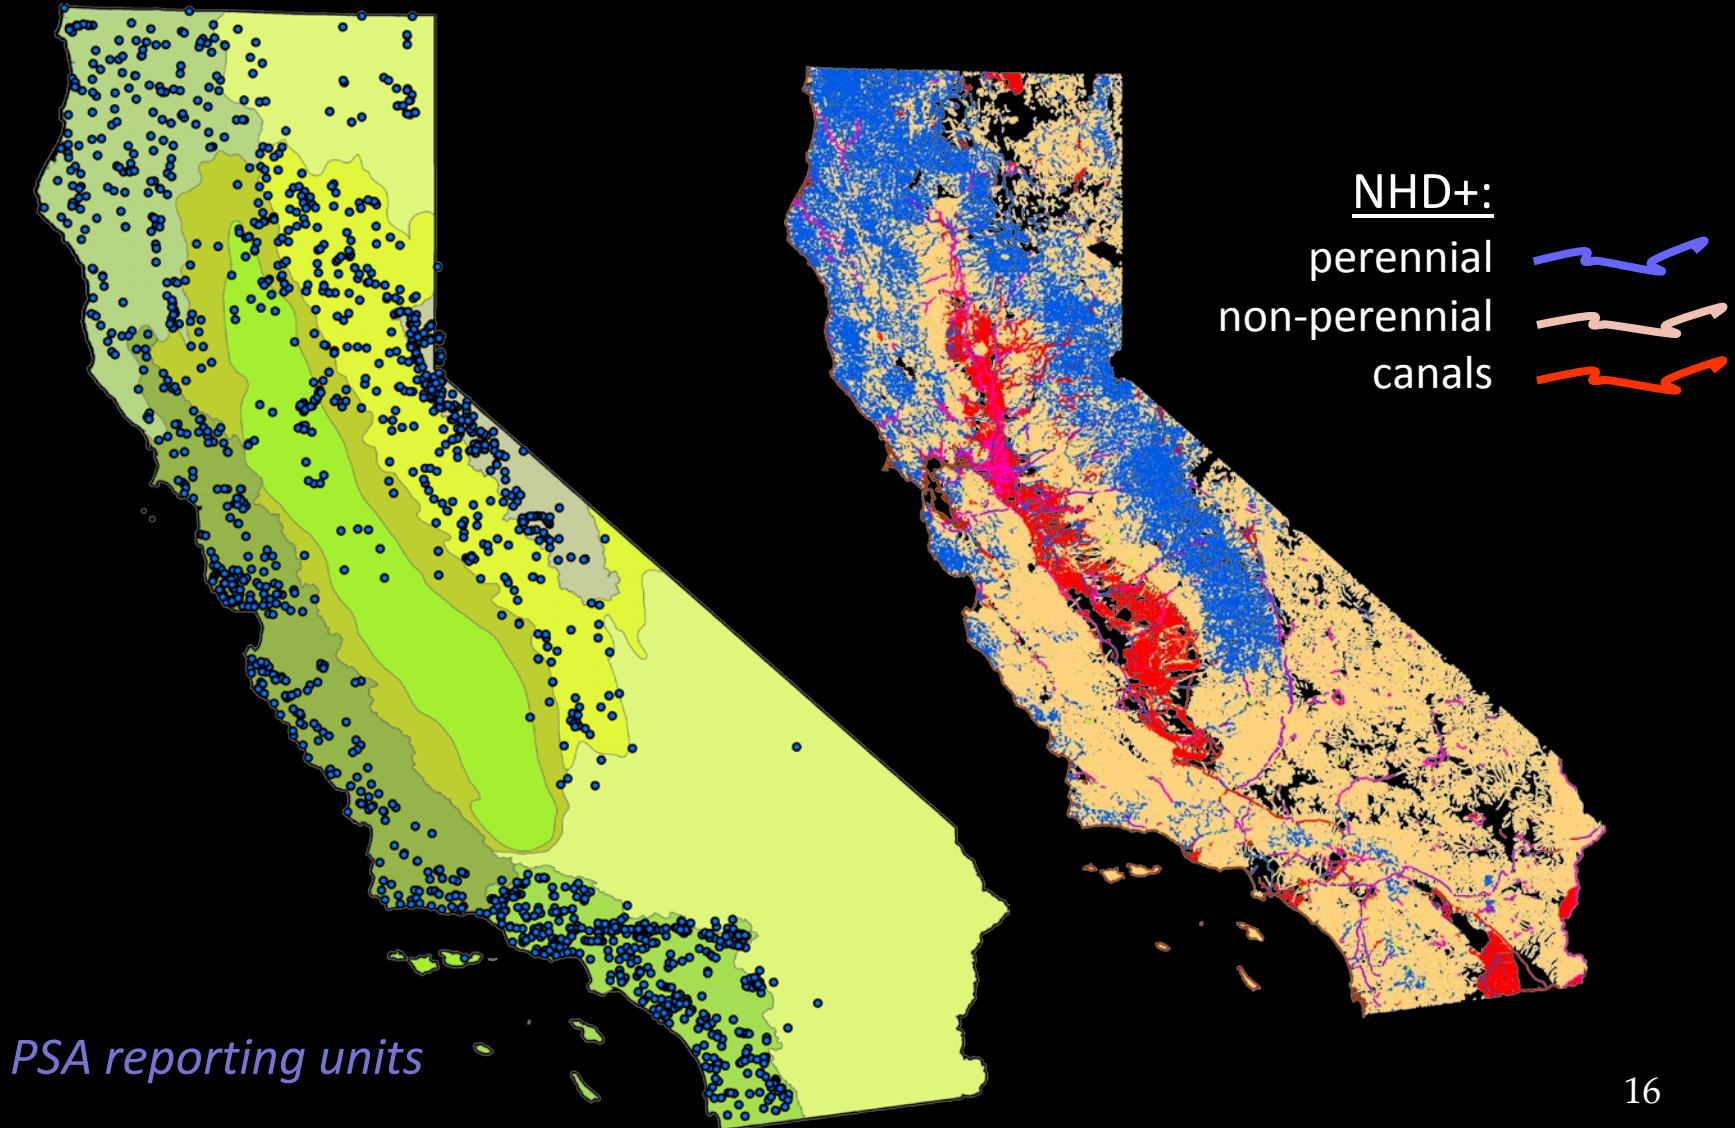 NHD+:
perennial
non-perennial
canals
PSA reporting units
16